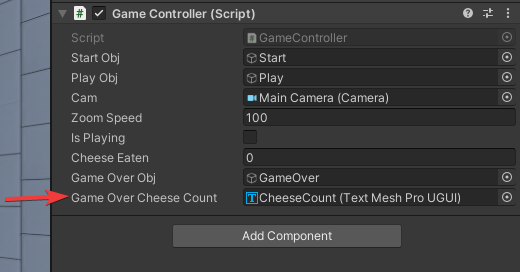 Game Controller (Script)
Script GameController
Start Obj Start
Play Obj Play
Cam Main Camera (Camera)
Zoom Speed 100
Is Playing
Cheese Eaten 0
Game Over Obj GameOver
Game Over Cheese Count CheeseCount (Text Mesh Pro UGUI)
Add Component